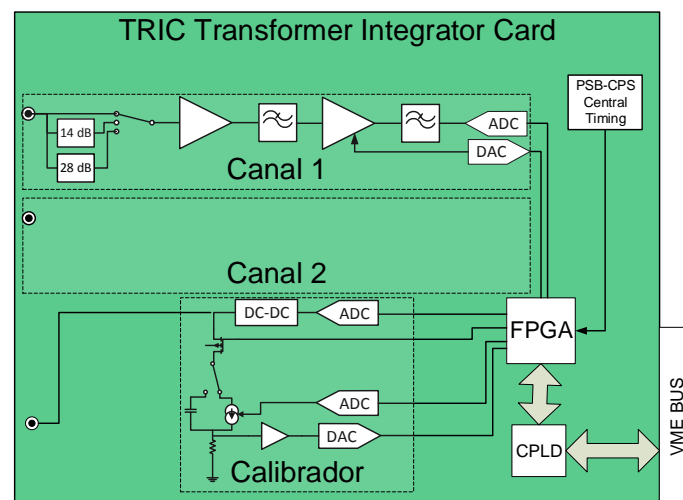 TRIC Transformer Integrator Card
PSB-CPS
Central
Timing
14 dB
28 dB
ADC
DAC
Canal 1
Canal 2
DC-DC
ADC
FPGA
ADC
DAC
CPLD
Calibrador
VME BUS